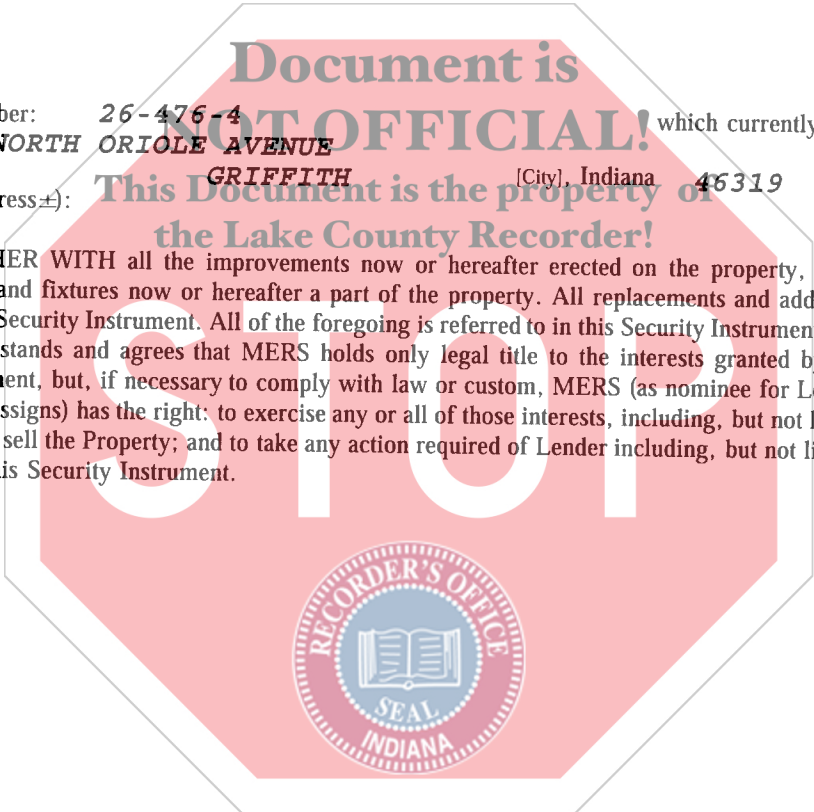 Document is
ber: 26-476-4
NOT OFFICIAL! which currently
NORTH ORIOLE AVENUE
GRIFFITH [City], Indiana 46319
This Document is the property of
ress±):
the Lake County Recorder!
HER WITH all the improvements now or hereafter erected on the property,
and fixtures now or hereafter a part of the property. All replacements and add
Security Instrument. All of the foregoing is referred to in this Security Instrumen
stands and agrees that MERS holds only legal title to the interests granted b
ent, but, if necessary to comply with law or custom, MERS (as nominee for L
ssigns) has the right: to exercise any or all of those interests, including, but not l
sell the Property; and to take any action required of Lender including, but not li
is Security Instrument.
STOP
RECORDER'S OFFICE
SEAL
INDIANA